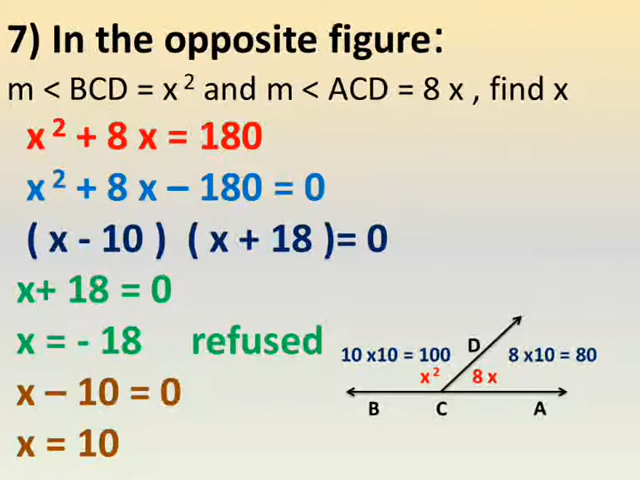 7) In the opposite figure:
m < BCD = x² and m < ACD = 8 x , find x
x² + 8 x = 180
x² + 8 x – 180 = 0
( x - 10 ) ( x + 18 )= 0
x+ 18 = 0
x = - 18 refused
x – 10 = 0
x = 10
D
10 x10 = 100 8 x10 = 80
x² 8 x
B C A